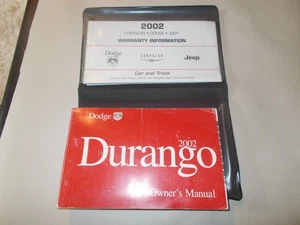 2002
CHRYSLER • DODGE • JEEP
WARRANTY INFORMATION
Dodge
CHRYSLER
Jeep
Car and Truck
Dodge
2002
Durango
Owner's Manual